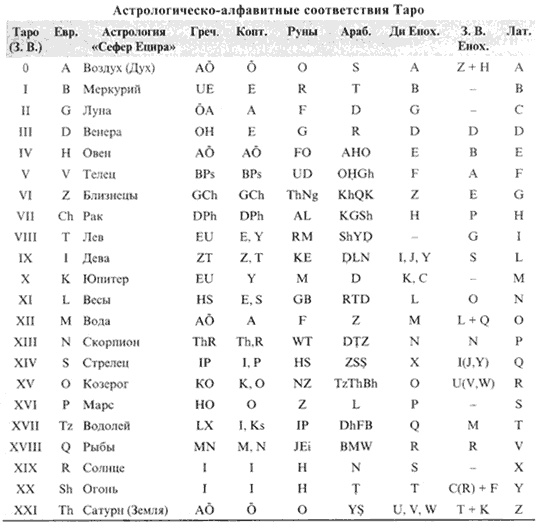 Астрологическо-алфавитные соответствия Таро
Таро (З. В.) Евр. Астрология «Сефер Ецира» Греч. Копт. Руны Араб. Ди Енох. З. В. Енох. Лат.
0 A Воздух (Дух) AŌ Ō O S A Z + H A
I B Меркурий UE E R T B – B
II G Луна ŌA A F D G – C
III D Венера OH E G R D D D
IV H Овен AŌ AŌ FO AHO E B E
V V Телец BPs BPs UD OḤGh F A F
VI Z Близнецы GCh GCh ThNg KhQK Z E G
VII Ch Рак DPh DPh AL KGSh H P H
VIII T Лев EU E, Y RM ShYḌ – G I
IX I Дева ZT Z, T KE ḌLN I, J, Y S L
X K Юпитер EU Y M D K, C – M
XI L Весы HS E, S GB RTD L O N
XII M Вода AŌ A F Z M L + Q O
XIII N Скорпион ThR Th,R WT DṬZ N N P
XIV S Стрелец IP I, P HS ZSṢ X I(J,Y) Q
XV O Козерог KO K, O NZ TzThBh O U(V,W) R
XVI P Марс HO O Z L P – S
XVII Tz Водолей LX I, Ks IP DhFB Q M T
XVIII Q Рыбы MN M, N JEi BMW R R V
XIX R Солнце I I H N S – X
XX Sh Огонь I I H Ṭ T C(R) + F Y
XXI Th Сатурн (Земля) AŌ Ō O YṢ U, V, W T + K Z